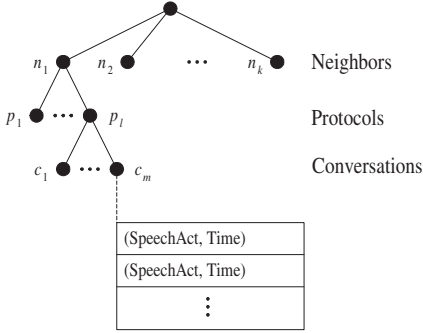 n1 n2 ... nk Neighbors
p1 ... pl Protocols
c1 ... cm Conversations
(SpeechAct, Time)
(SpeechAct, Time)
⋮